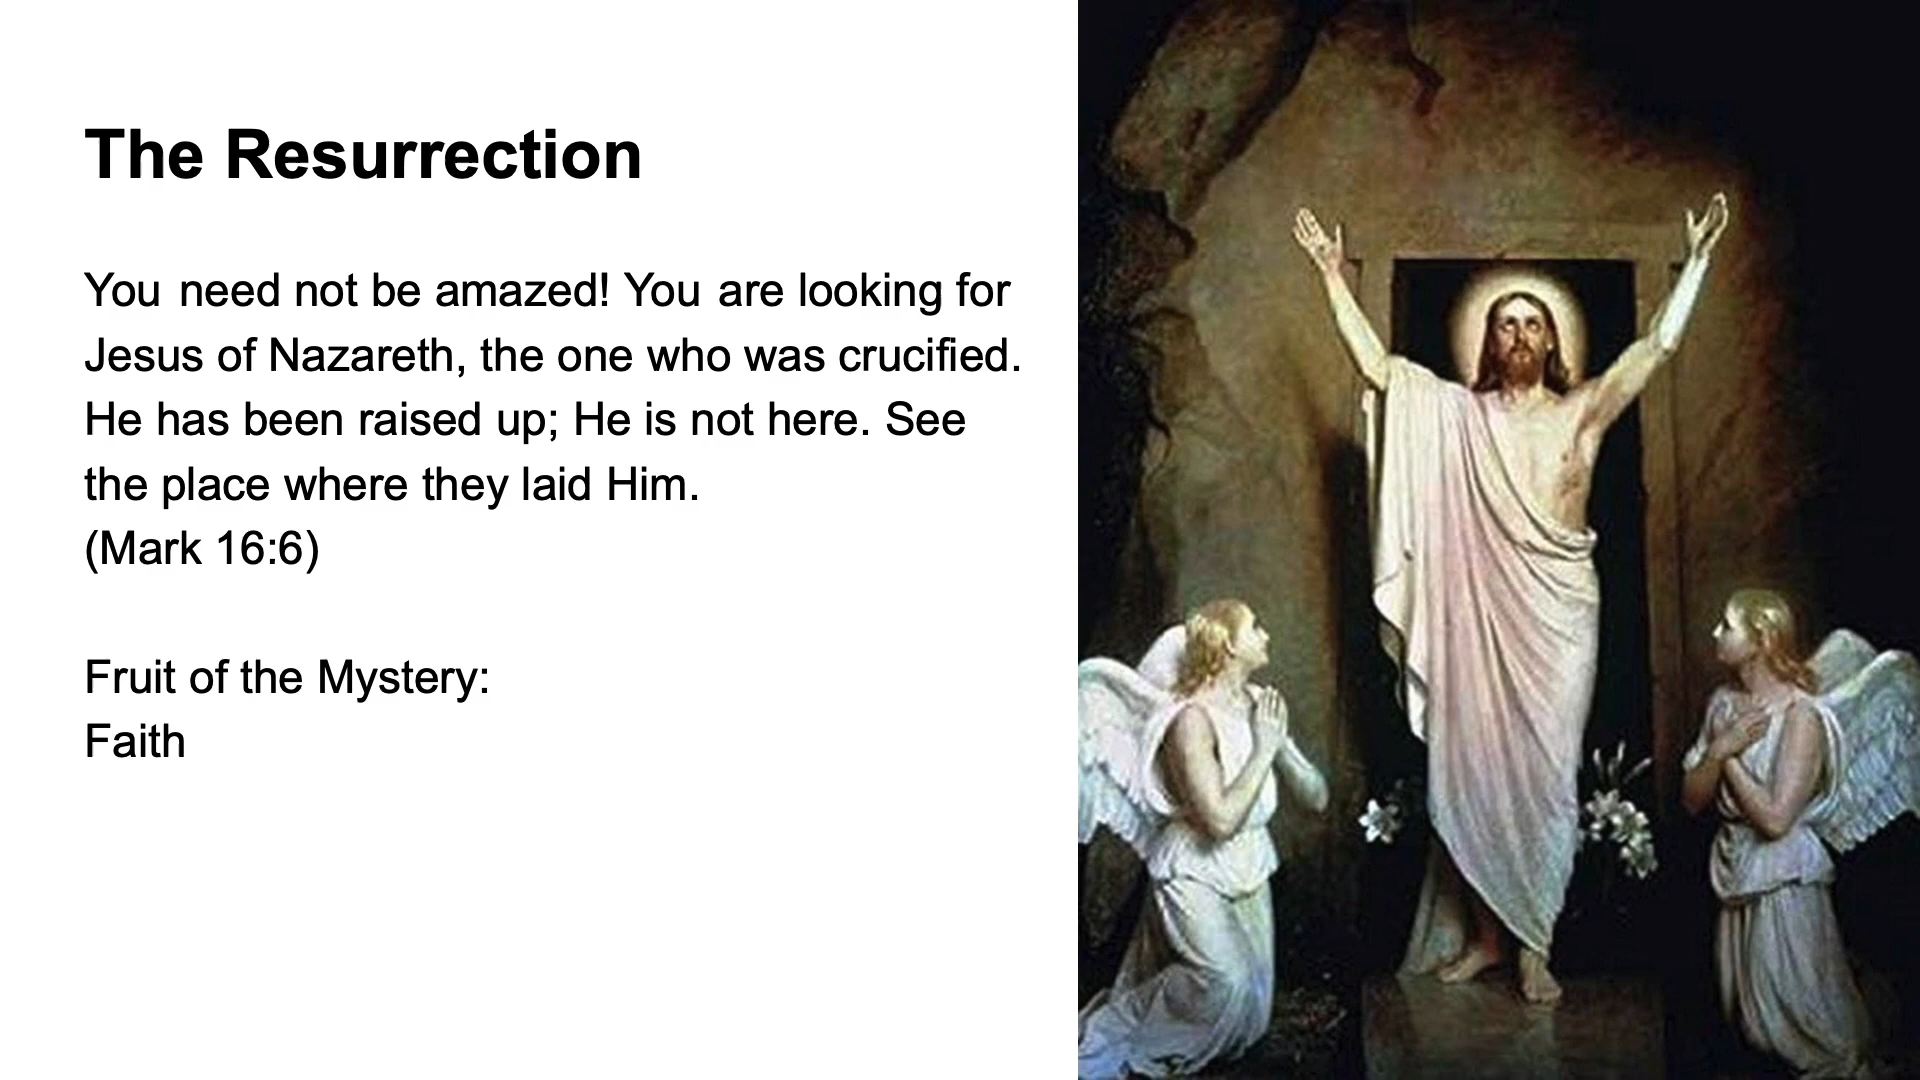 The Resurrection
You need not be amazed! You are looking for
Jesus of Nazareth, the one who was crucified.
He has been raised up; He is not here. See
the place where they laid Him.
(Mark 16:6)
Fruit of the Mystery:
Faith